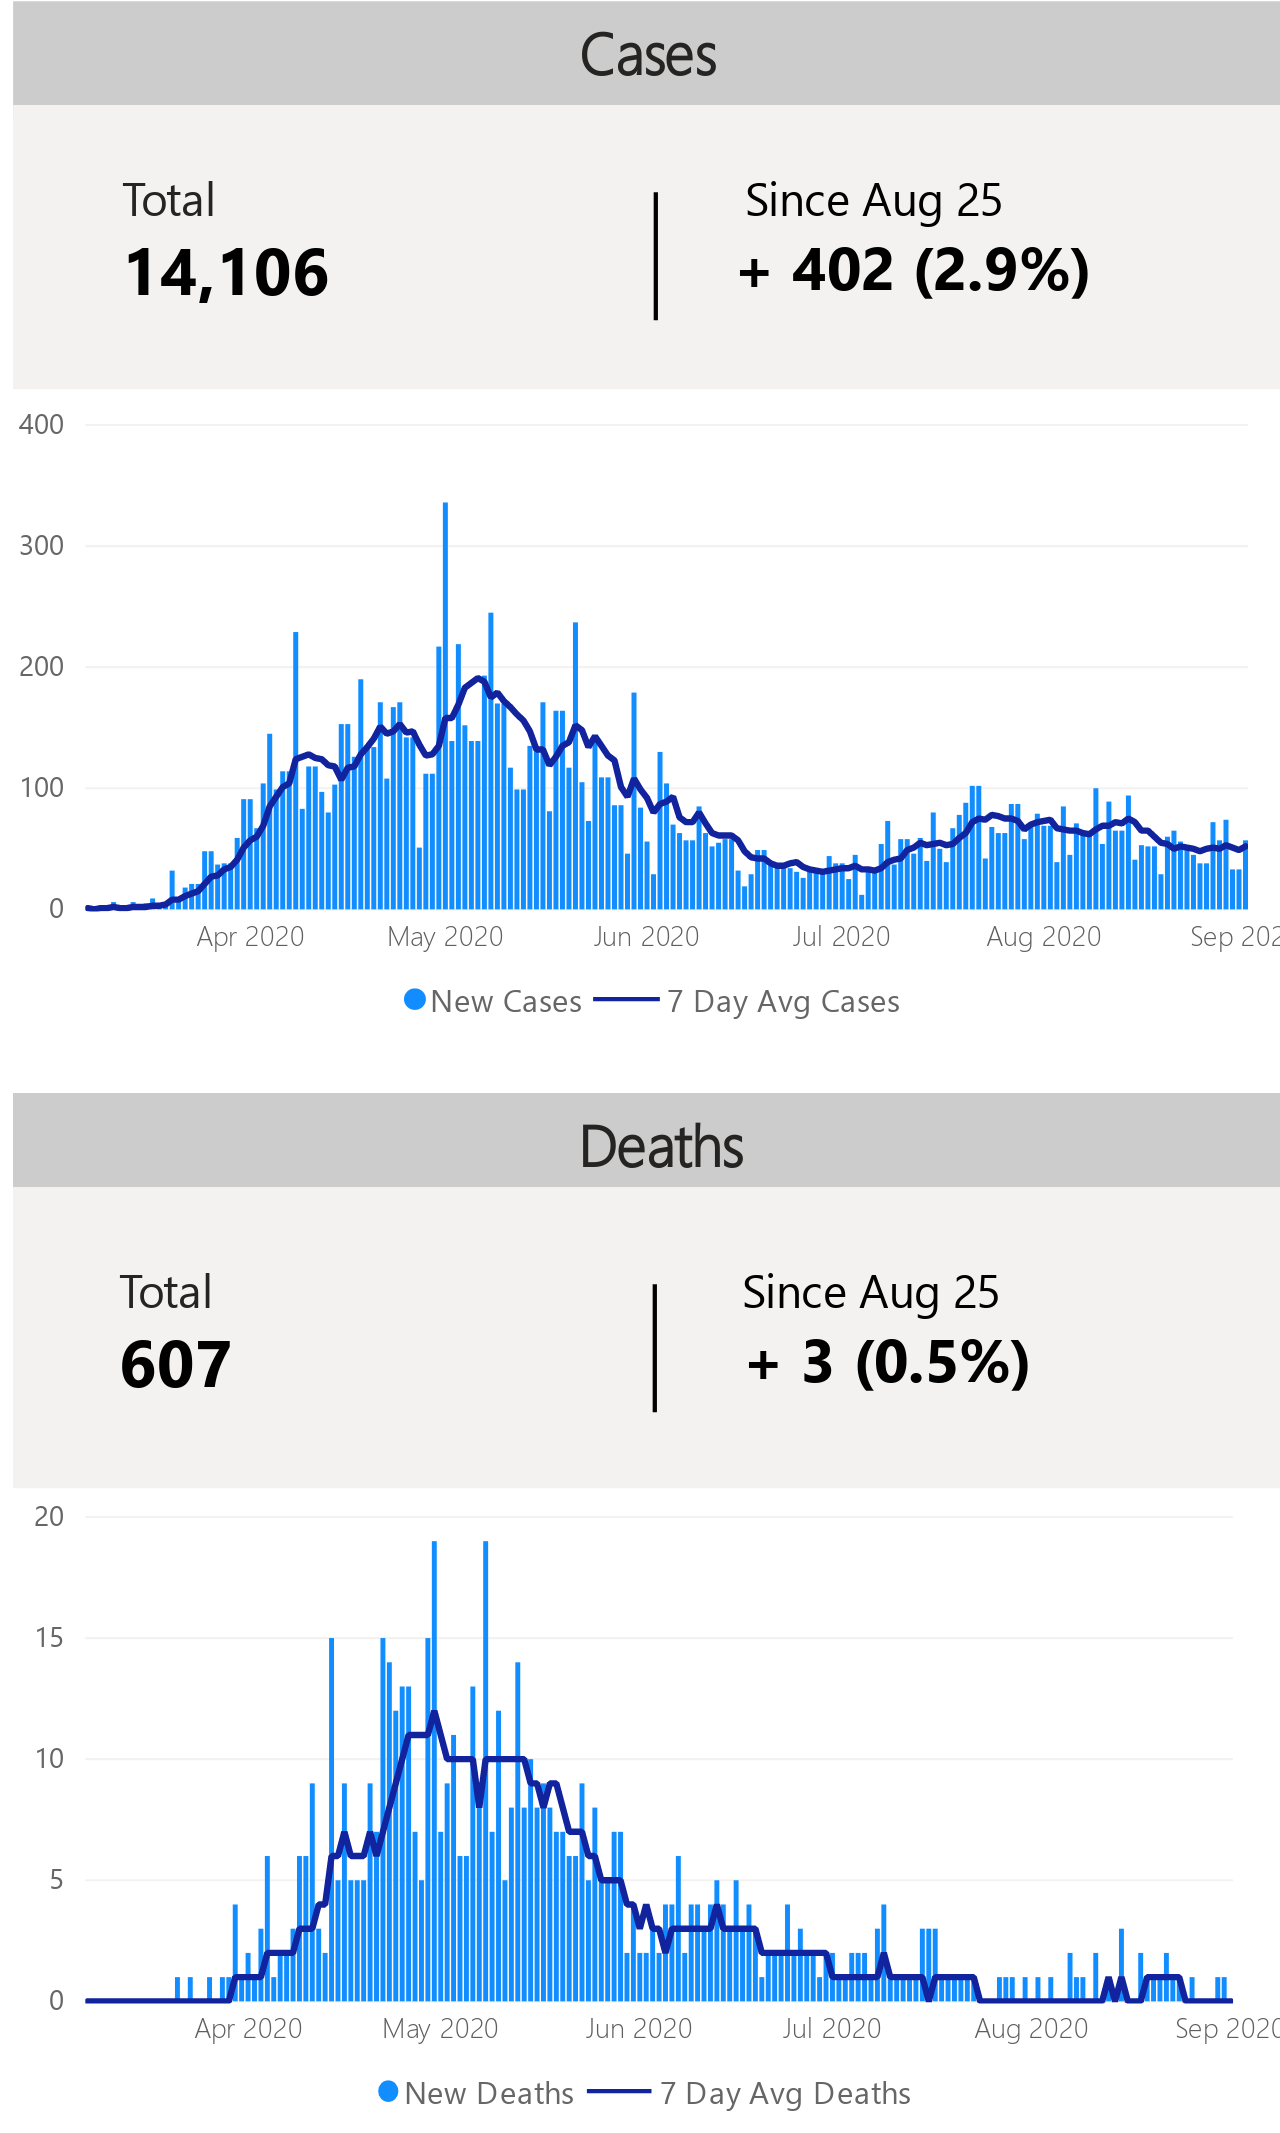 Cases
Total
Since Aug 25
14,106
+ 402 (2.9%)
400
300
200
100
0
Apr 2020
May 2020
Jun 2020
Jul 2020
Aug 2020
Sep 202
New Cases
7 Day Avg Cases
Deaths
Total
Since Aug 25
607
+ 3 (0.5%)
20
15
10
5
0
Apr 2020
May 2020
Jun 2020
Jul 2020
Aug 2020
Sep 2020
New Deaths
7 Day Avg Deaths